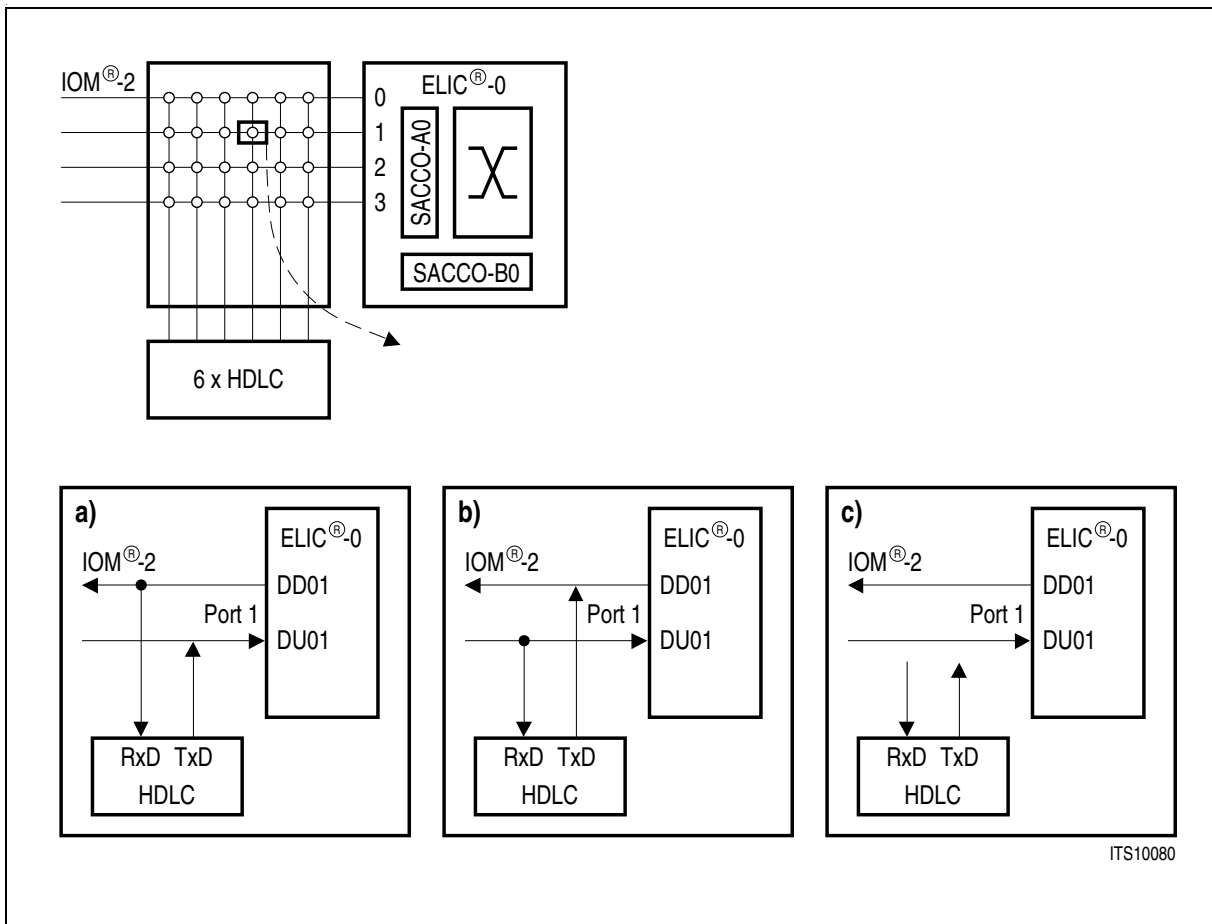 IOM®-2
ELIC®-0
0
1
2
3
SACCO-A0
SACCO-B0
6 x HDLC
a)
ELIC®-0
IOM®-2
DD01
Port 1
DU01
RxD TxD
HDLC
b)
ELIC®-0
IOM®-2
DD01
Port 1
DU01
RxD TxD
HDLC
c)
ELIC®-0
IOM®-2
DD01
Port 1
DU01
RxD TxD
HDLC
ITS10080